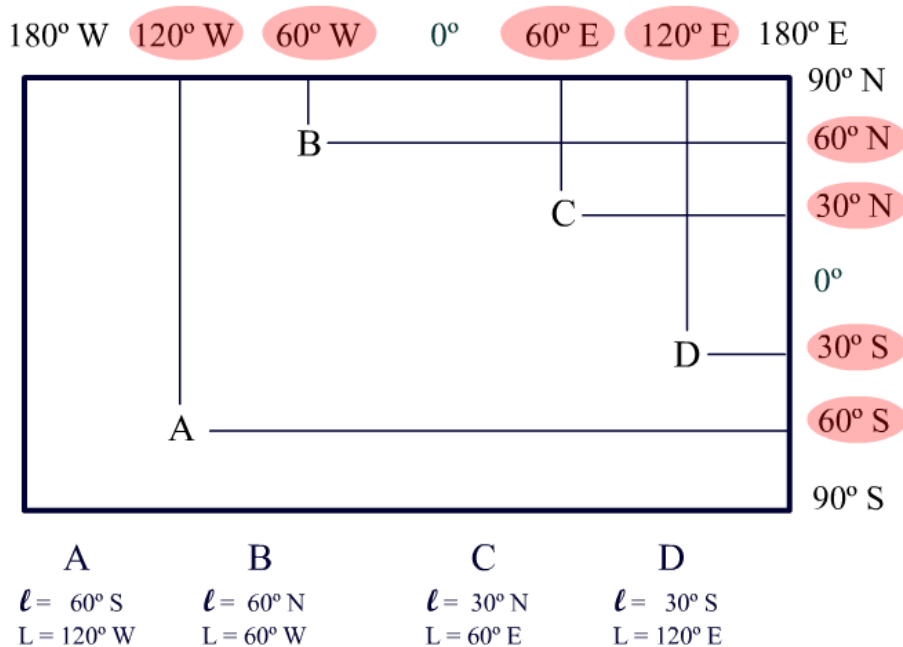 180º W 120º W 60º W 0º 60º E 120º E 180º E
90º N
B 60º N
C 30º N
0º
D 30º S
A 60º S
90º S
A B C D
ℓ = 60º S ℓ = 60º N ℓ = 30º N ℓ = 30º S
L = 120º W L = 60º W L = 60º E L = 120º E